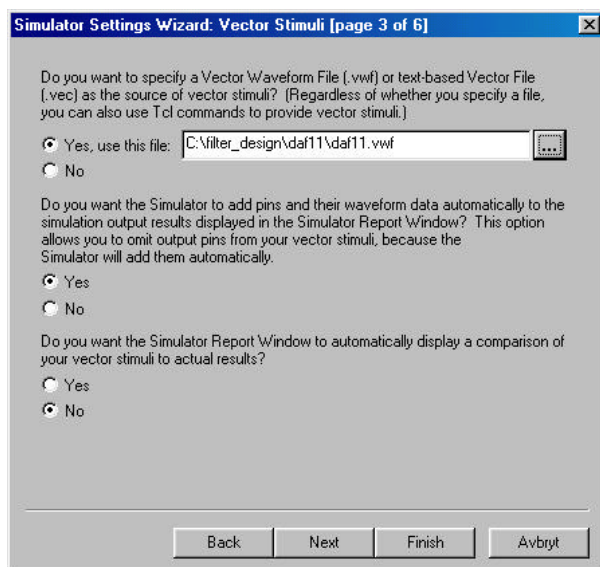 Simulator Settings Wizard: Vector Stimuli [page 3 of 6]
Do you want to specify a Vector Waveform File (.vwf) or text-based Vector File
(.vec) as the source of vector stimuli? (Regardless of whether you specify a file,
you can also use Tcl commands to provide vector stimuli.)
Yes, use this file: C:\filter_design\daf11\daf11.vwf ...
No
Do you want the Simulator to add pins and their waveform data automatically to the
simulation output results displayed in the Simulator Report Window? This option
allows you to omit output pins from your vector stimuli, because the
Simulator will add them automatically.
Yes
No
Do you want the Simulator Report Window to automatically display a comparison of
your vector stimuli to actual results?
Yes
No
Back Next Finish Avbryt